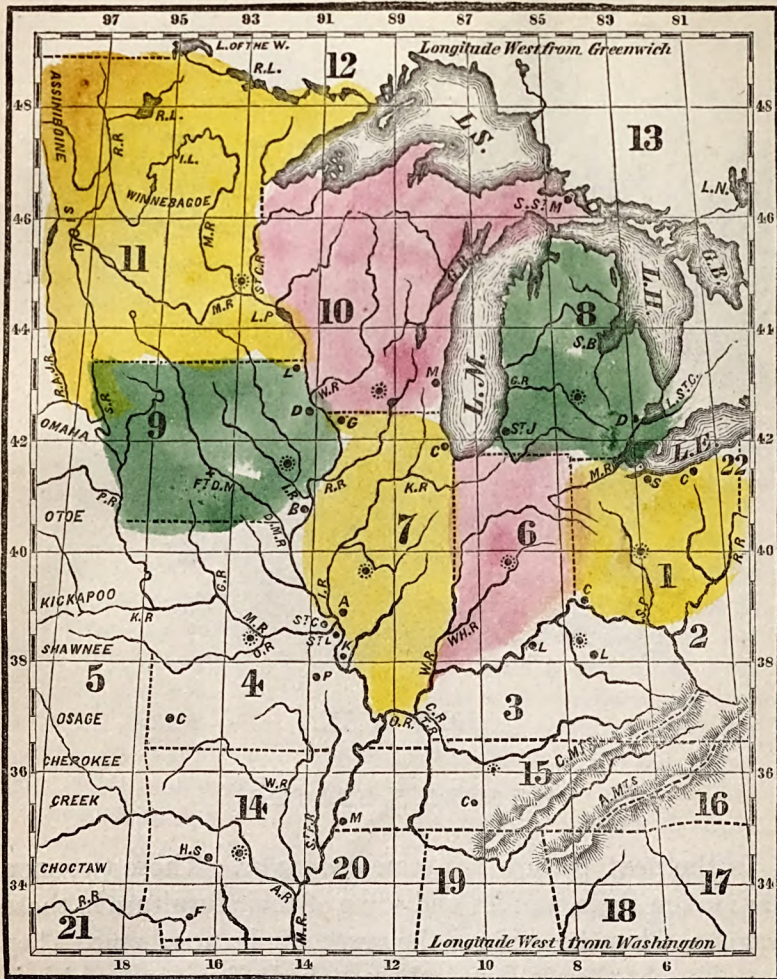 97 95 93 91 89 87 85 83 81
L.OF THE W.
Longitude West from Greenwich
R.L.
12
48
ASSINIBOINE
R.R
R.L.
L.S.
13
48
I.L.
WINNEBAGOE
L.N.
S.ST.M
46
SIOU
M.R
ST.C.R
46
11
G.B.
L.H.
G.B.
M.R
L.P
10
8
44
S.B
44
R.A.J.R.
S.R.
L
W.R
M
L.M.
G.R
L.ST.C.
D
G
D
OMAHA
42
9
ST.J
L.E.
42
C
22
FT.D.M
I.R
R.R
K.R
M.R
S
C
P.R
B
OTOE
D.M.R
7
6
1
R.R
40
40
KICKAPOO
G.R
I.R
A
S.R
K.R
M.R
ST.C
C
2
SHAWNEE
O.R
ST.L
K
WH.R
L
38
W.R
L
38
5
4
P
3
OSAGE
C
C.R
T.R
O.R.
CHEROKEE
C.MTS
36
15
36
CREEK
W.R
14
A.MTS
16
C
ST.F.R
M
H.S
20
19
CHOCTAW
34
A.R
18
17
34
R.R
F
21
M.R
Longitude West from Washington
18 16 14 12 10 8 6